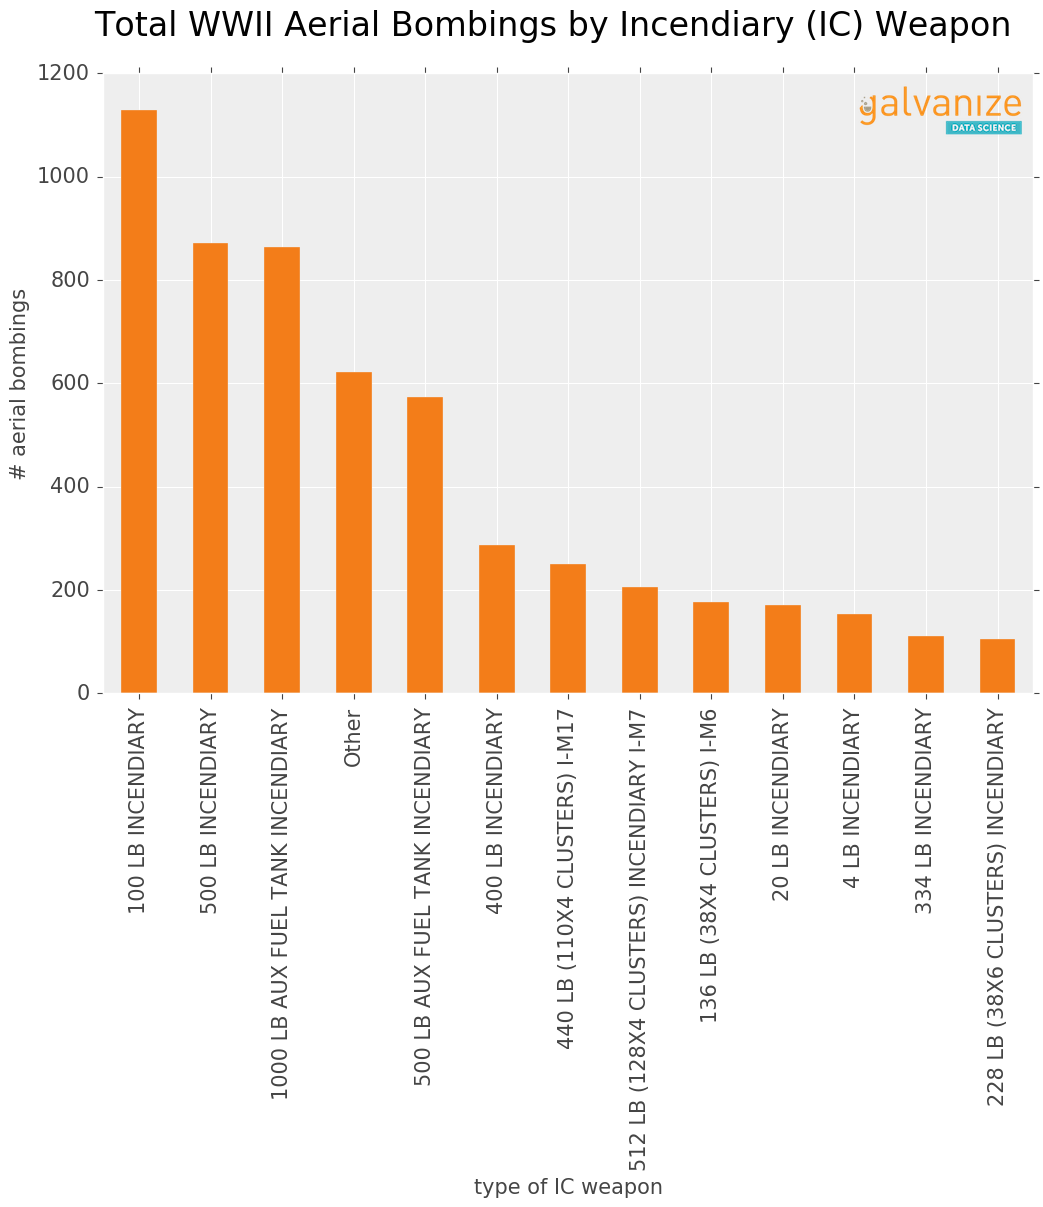 Total WWII Aerial Bombings by Incendiary (IC) Weapon
galvanize
DATA SCIENCE
1200
1000
800
600
400
200
0
# aerial bombings
100 LB INCENDIARY
500 LB INCENDIARY
1000 LB AUX FUEL TANK INCENDIARY
Other
500 LB AUX FUEL TANK INCENDIARY
400 LB INCENDIARY
440 LB (110X4 CLUSTERS) I-M17
512 LB (128X4 CLUSTERS) INCENDIARY I-M7
136 LB (38X4 CLUSTERS) I-M6
20 LB INCENDIARY
4 LB INCENDIARY
334 LB INCENDIARY
228 LB (38X6 CLUSTERS) INCENDIARY
type of IC weapon